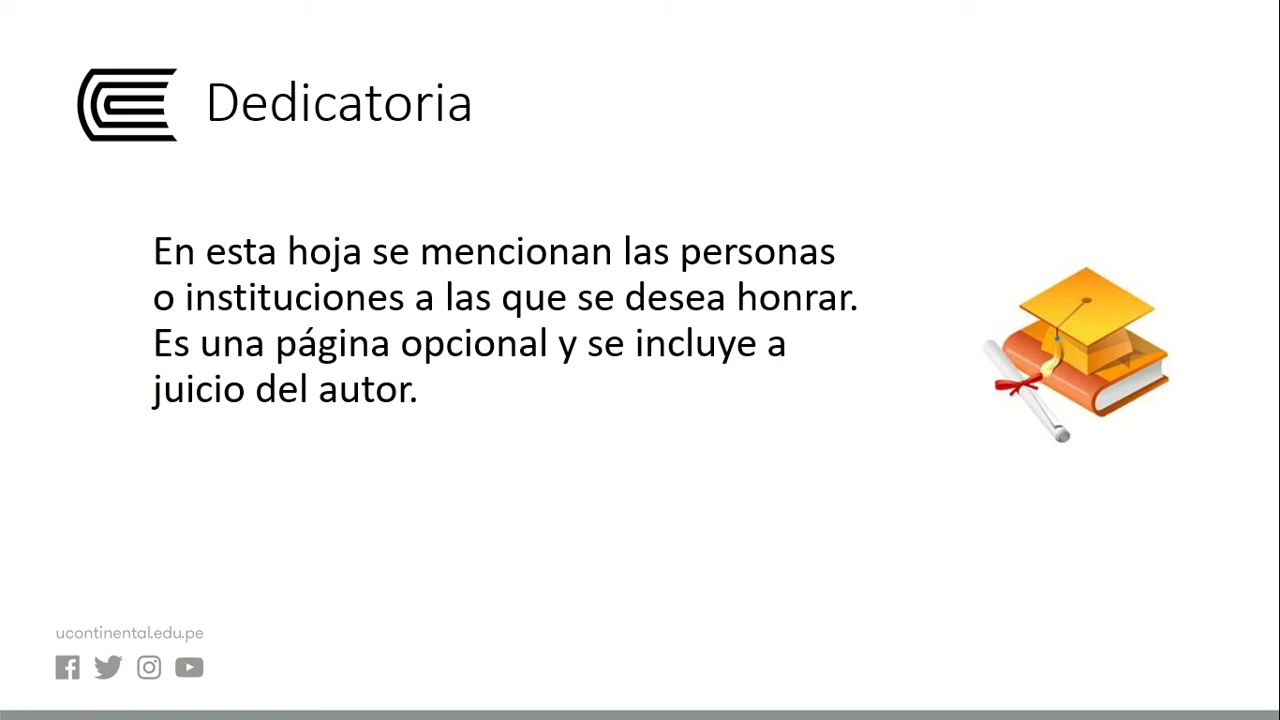 Dedicatoria
En esta hoja se mencionan las personas
o instituciones a las que se desea honrar.
Es una página opcional y se incluye a
juicio del autor.
ucontinental.edu.pe